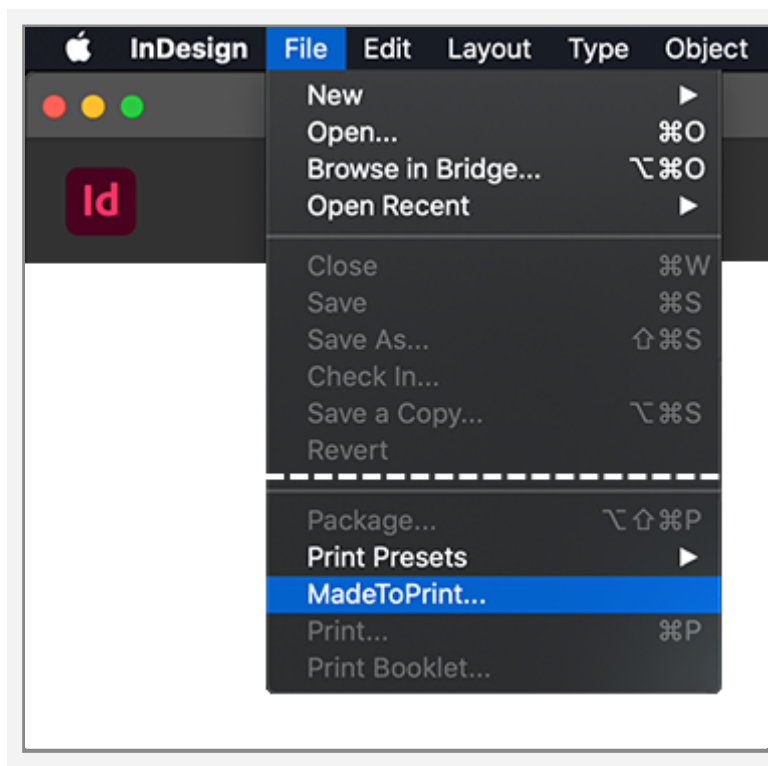 InDesign File Edit Layout Type Object
New ▶
Open... ⌘O
Browse in Bridge... ⌥⌘O
Open Recent ▶
Id
Close ⌘W
Save ⌘S
Save As... ⇧⌘S
Check In...
Save a Copy... ⌥⌘S
Revert
Package... ⌥⇧⌘P
Print Presets ▶
MadeToPrint...
Print... ⌘P
Print Booklet...